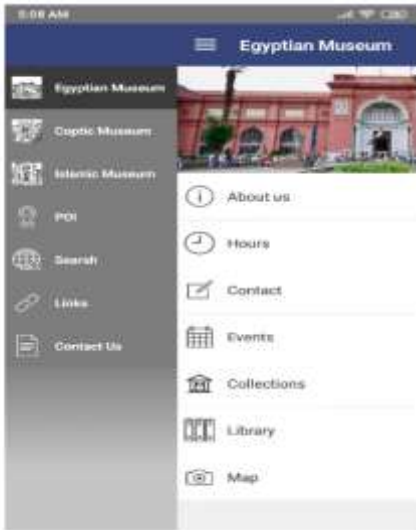 5:08 AM
Egyptian Museum
Egyptian Museum
Coptic Museum
Islamic Museum
POI
Search
Links
Contact Us
About us
Hours
Contact
Events
Collections
Library
Map